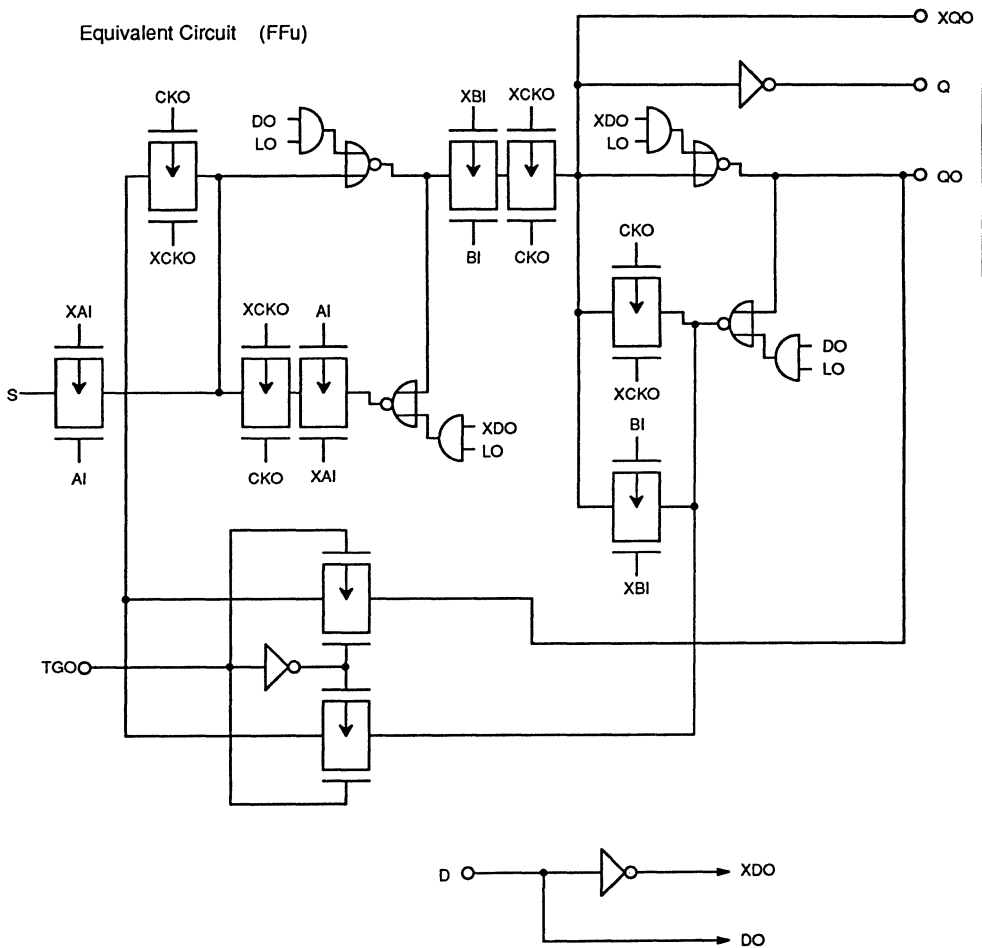 Equivalent Circuit (FFu)
XQO
Q
CKO
DO
LO
XBI
XCKO
XDO
LO
QO
XCKO
BI
CKO
CKO
XAI
XCKO
AI
DO
LO
S
XCKO
BI
XDO
LO
AI
CKO
XAI
XBI
TGO
D
XDO
DO